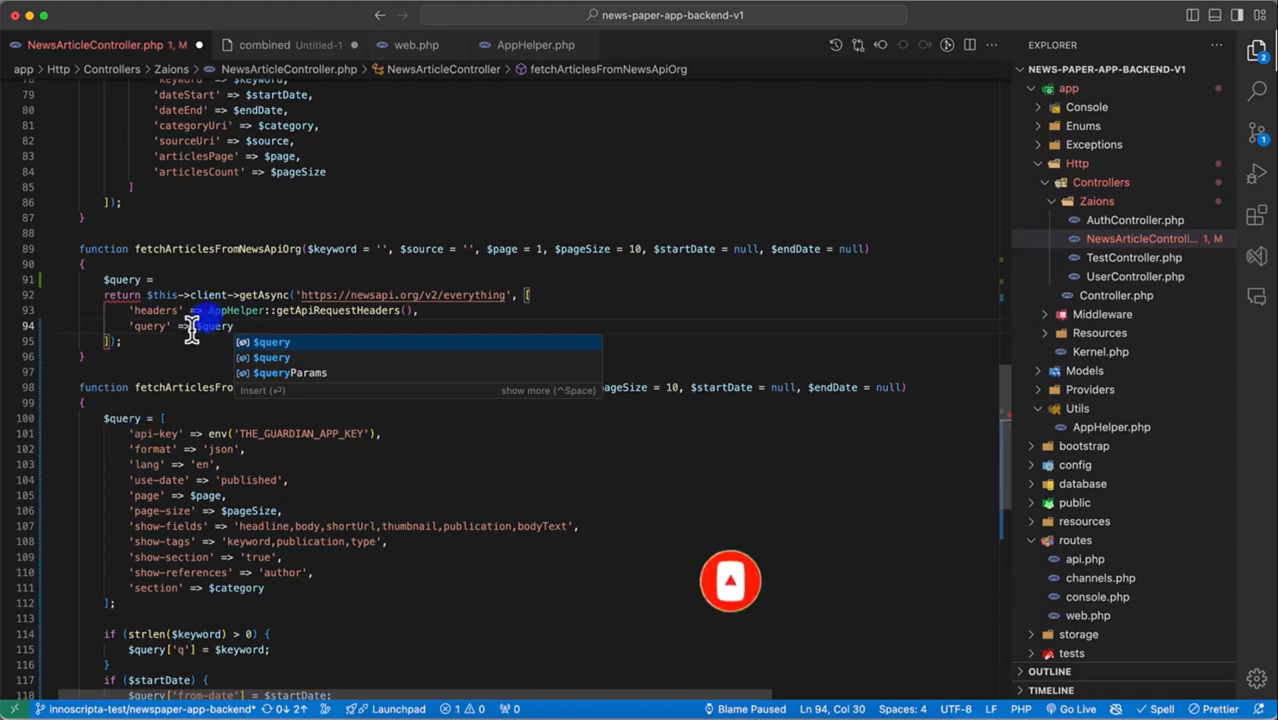 news-paper-app-backend-v1
NewsArticleController.php 1, M
combined Untitled-1
web.php
AppHelper.php
EXPLORER
app > Http > Controllers > Zaions > NewsArticleController.php > NewsArticleController > fetchArticlesFromNewsApiOrg
79 'dateStart' => $startDate,
80 'dateEnd' => $endDate,
81 'categoryUri' => $category,
82 'sourceUri' => $source,
83 'articlesPage' => $page,
84 'articlesCount' => $pageSize
85 ]
86 ]);
87 }
88
89 function fetchArticlesFromNewsApiOrg($keyword = '', $source = '', $page = 1, $pageSize = 10, $startDate = null, $endDate = null)
90 {
91 $query =
92 return $this->client->getAsync('https://newsapi.org/v2/everything', [
93 'headers' => AppHelper::getApiRequestHeaders(),
94 'query' => $query
95 ]);
96 }
97
$query
$query
$queryParams
Insert (⏎) show more (^Space)
98 function fetchArticlesFro pageSize = 10, $startDate = null, $endDate = null)
99 {
100 $query = [
101 'api-key' => env('THE_GUARDIAN_APP_KEY'),
102 'format' => 'json',
103 'lang' => 'en',
104 'use-date' => 'published',
105 'page' => $page,
106 'page-size' => $pageSize,
107 'show-fields' => 'headline,body,shortUrl,thumbnail,publication,bodyText',
108 'show-tags' => 'keyword,publication,type',
109 'show-section' => 'true',
110 'show-references' => 'author',
111 'section' => $category
112 ];
113
114 if (strlen($keyword) > 0) {
115 $query['q'] = $keyword;
116 }
117 if ($startDate) {
118 $query['from-date'] = $startDate;
NEWS-PAPER-APP-BACKEND-V1
app
Console
Enums
Exceptions
Http
Controllers
Zaions
AuthController.php
NewsArticleControll... 1, M
TestController.php
UserController.php
Controller.php
Middleware
Resources
Kernel.php
Models
Providers
Utils
AppHelper.php
bootstrap
config
database
public
resources
routes
api.php
channels.php
console.php
web.php
storage
tests
OUTLINE
TIMELINE
2
1
innoscripta-test/newspaper-app-backend* 0↓ 2↑ Launchpad 1 0 0 Blame Paused Ln 94, Col 30 Spaces: 4 UTF-8 LF PHP Go Live Spell Prettier